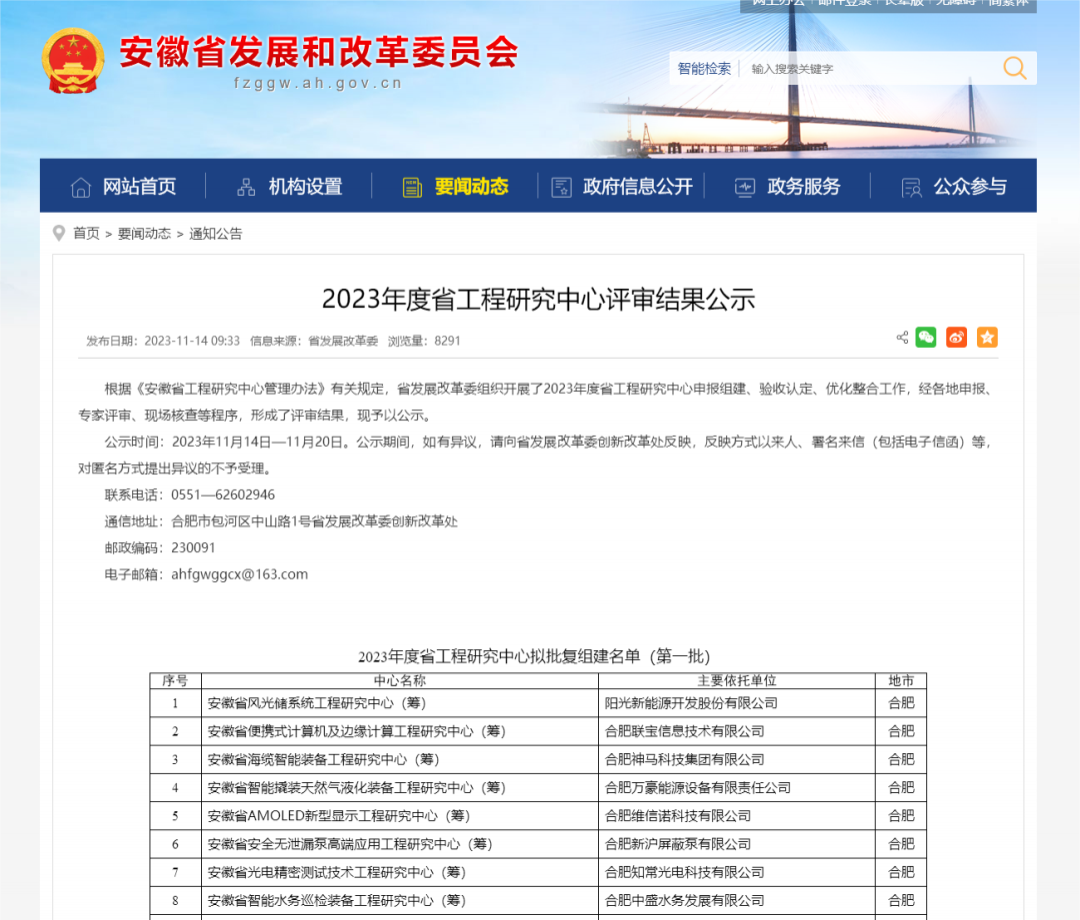 网上办公 | 邮件登录 | 长辈版 | 无障碍 | 简繁体
安徽省发展和改革委员会
fzggw.ah.gov.cn
智能检索 输入搜索关键字
网站首页 机构设置 要闻动态 政府信息公开 政务服务 公众参与
首页 > 要闻动态 > 通知公告
2023年度省工程研究中心评审结果公示
发布日期：2023-11-14 09:33 信息来源：省发展改革委 浏览量：8291
根据《安徽省工程研究中心管理办法》有关规定，省发展改革委组织开展了2023年度省工程研究中心申报组建、验收认定、优化整合工作，经各地申报、
专家评审、现场核查等程序，形成了评审结果，现予以公示。
公示时间：2023年11月14日—11月20日。公示期间，如有异议，请向省发展改革委创新改革处反映，反映方式以来人、署名来信（包括电子信函）等，
对匿名方式提出异议的不予受理。
联系电话：0551—62602946
通信地址：合肥市包河区中山路1号省发展改革委创新改革处
邮政编码：230091
电子邮箱：ahfgwggcx@163.com
2023年度省工程研究中心拟批复组建名单（第一批）
序号 中心名称 主要依托单位 地市
1 安徽省风光储系统工程研究中心（筹） 阳光新能源开发股份有限公司 合肥
2 安徽省便携式计算机及边缘计算工程研究中心（筹） 合肥联宝信息技术有限公司 合肥
3 安徽省海缆智能装备工程研究中心（筹） 合肥神马科技集团有限公司 合肥
4 安徽省智能撬装天然气液化装备工程研究中心（筹） 合肥万豪能源设备有限责任公司 合肥
5 安徽省AMOLED新型显示工程研究中心（筹） 合肥维信诺科技有限公司 合肥
6 安徽省安全无泄漏泵高端应用工程研究中心（筹） 合肥新沪屏蔽泵有限公司 合肥
7 安徽省光电精密测试技术工程研究中心（筹） 合肥知常光电科技有限公司 合肥
8 安徽省智能水务巡检装备工程研究中心（筹） 合肥中盛水务发展有限公司 合肥